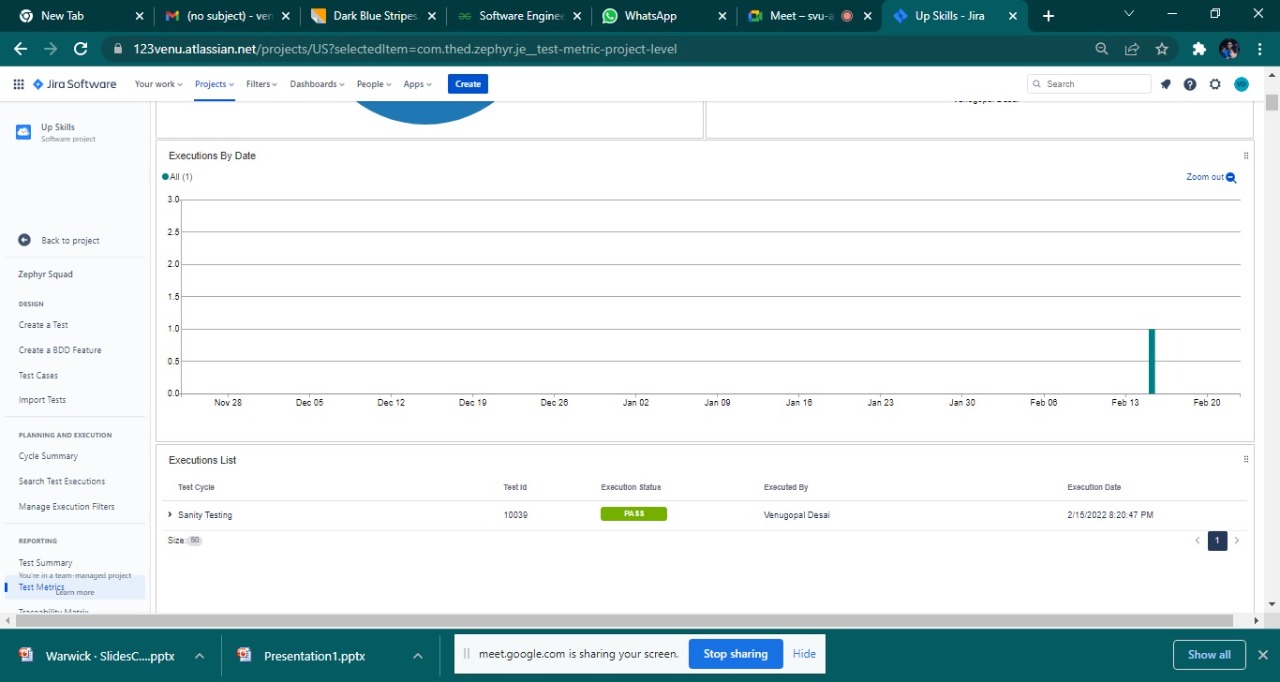 New Tab
(no subject) - ven
Dark Blue Stripes
Software Enginee
WhatsApp
Meet – svu-a
Up Skills - Jira
123venu.atlassian.net/projects/US?selectedItem=com.thed.zephyr.je__test-metric-project-level
Jira Software
Your work
Projects
Filters
Dashboards
People
Apps
Create
Search
VD
Up Skills
Software project
Back to project
Zephyr Squad
DESIGN
Create a Test
Create a BDD Feature
Test Cases
Import Tests
PLANNING AND EXECUTION
Cycle Summary
Search Test Executions
Manage Execution Filters
REPORTING
Test Summary
You're in a team-managed project
Test Metrics
Learn more
Traceability Matrix
Venugopal Desai
Executions By Date
All (1)
Zoom out
3.0
2.5
2.0
1.5
1.0
0.5
0.0
Nov 28 Dec 05 Dec 12 Dec 19 Dec 26 Jan 02 Jan 09 Jan 16 Jan 23 Jan 30 Feb 06 Feb 13 Feb 20
Executions List
Test Cycle Test Id Execution Status Executed By Execution Date
Sanity Testing 10039 PASS Venugopal Desai 2/15/2022 8:20:47 PM
Size: 50
1
Warwick · SlidesC....pptx
Presentation1.pptx
meet.google.com is sharing your screen.
Stop sharing
Hide
Show all